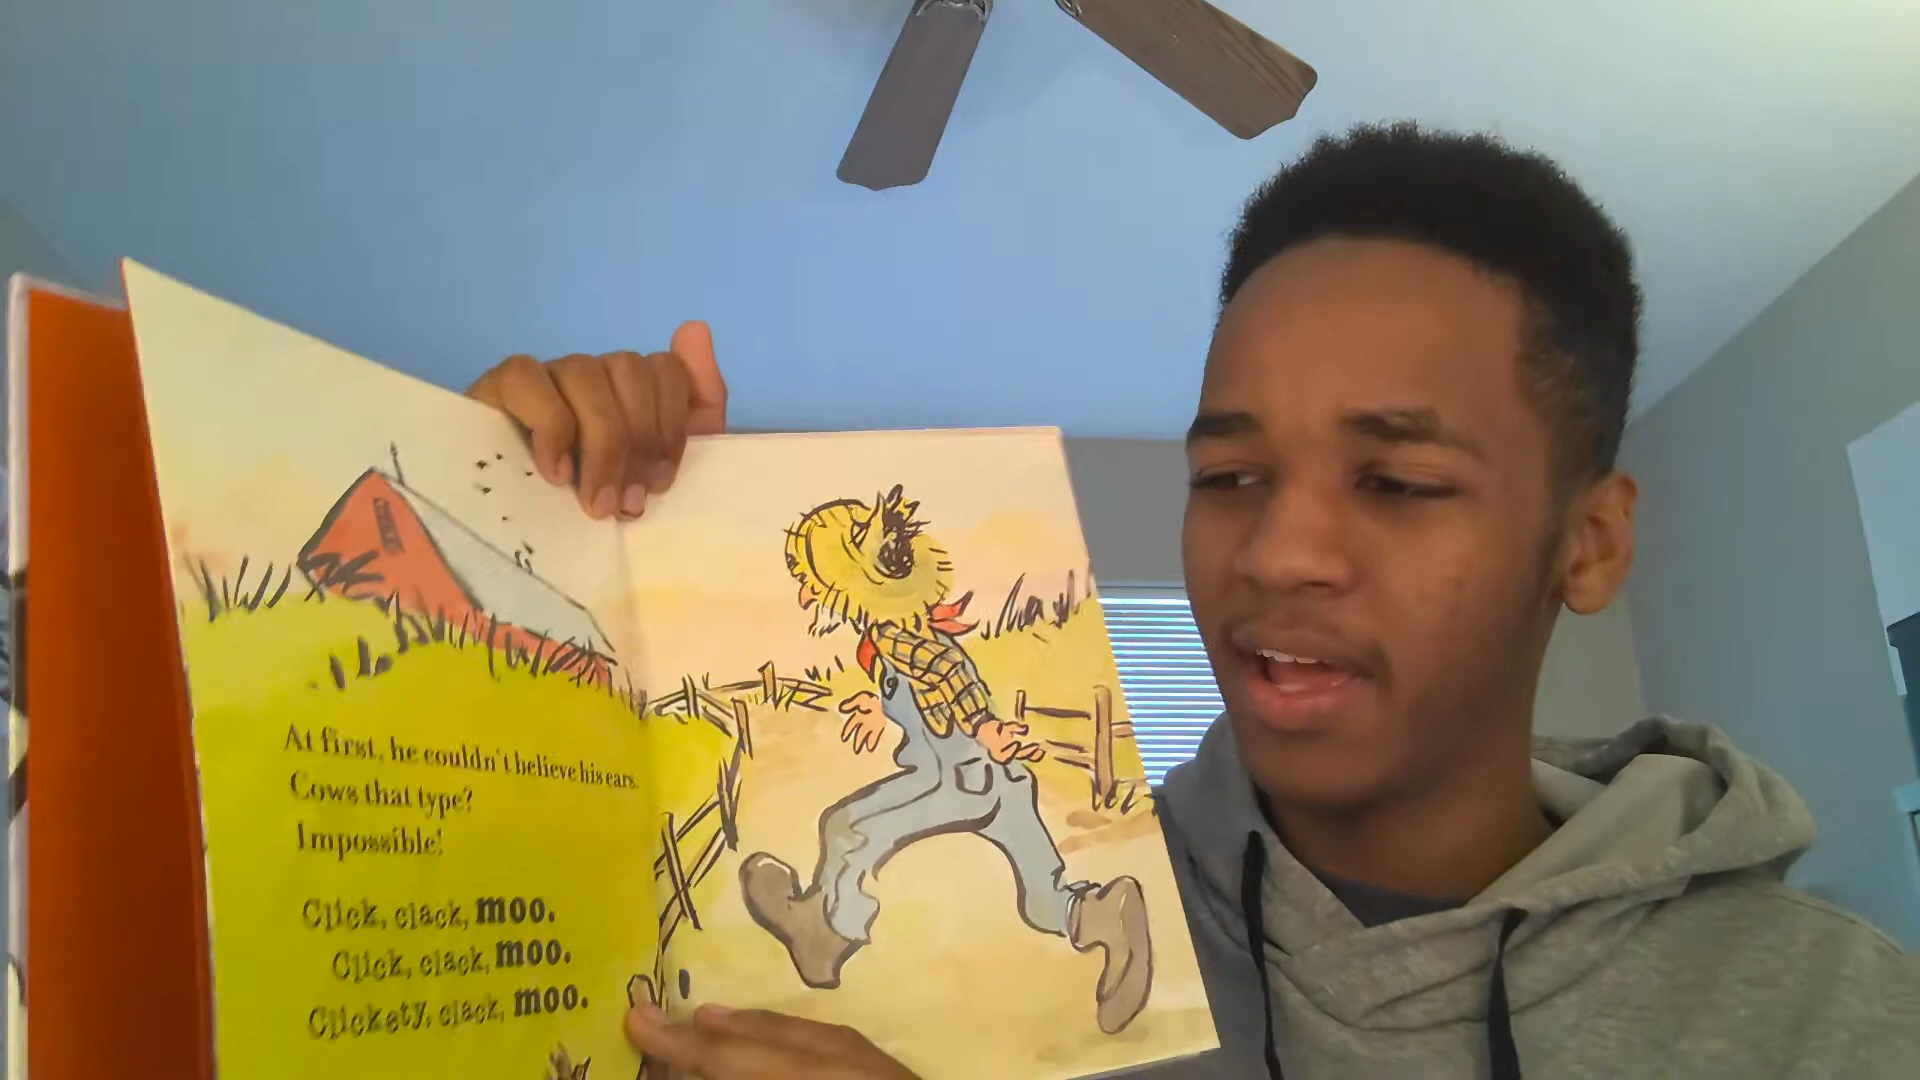 At first, he couldn't believe his ears.
Cows that type?
Impossible!
Click, clack, moo.
Click, clack, moo.
Clickety, clack, moo.